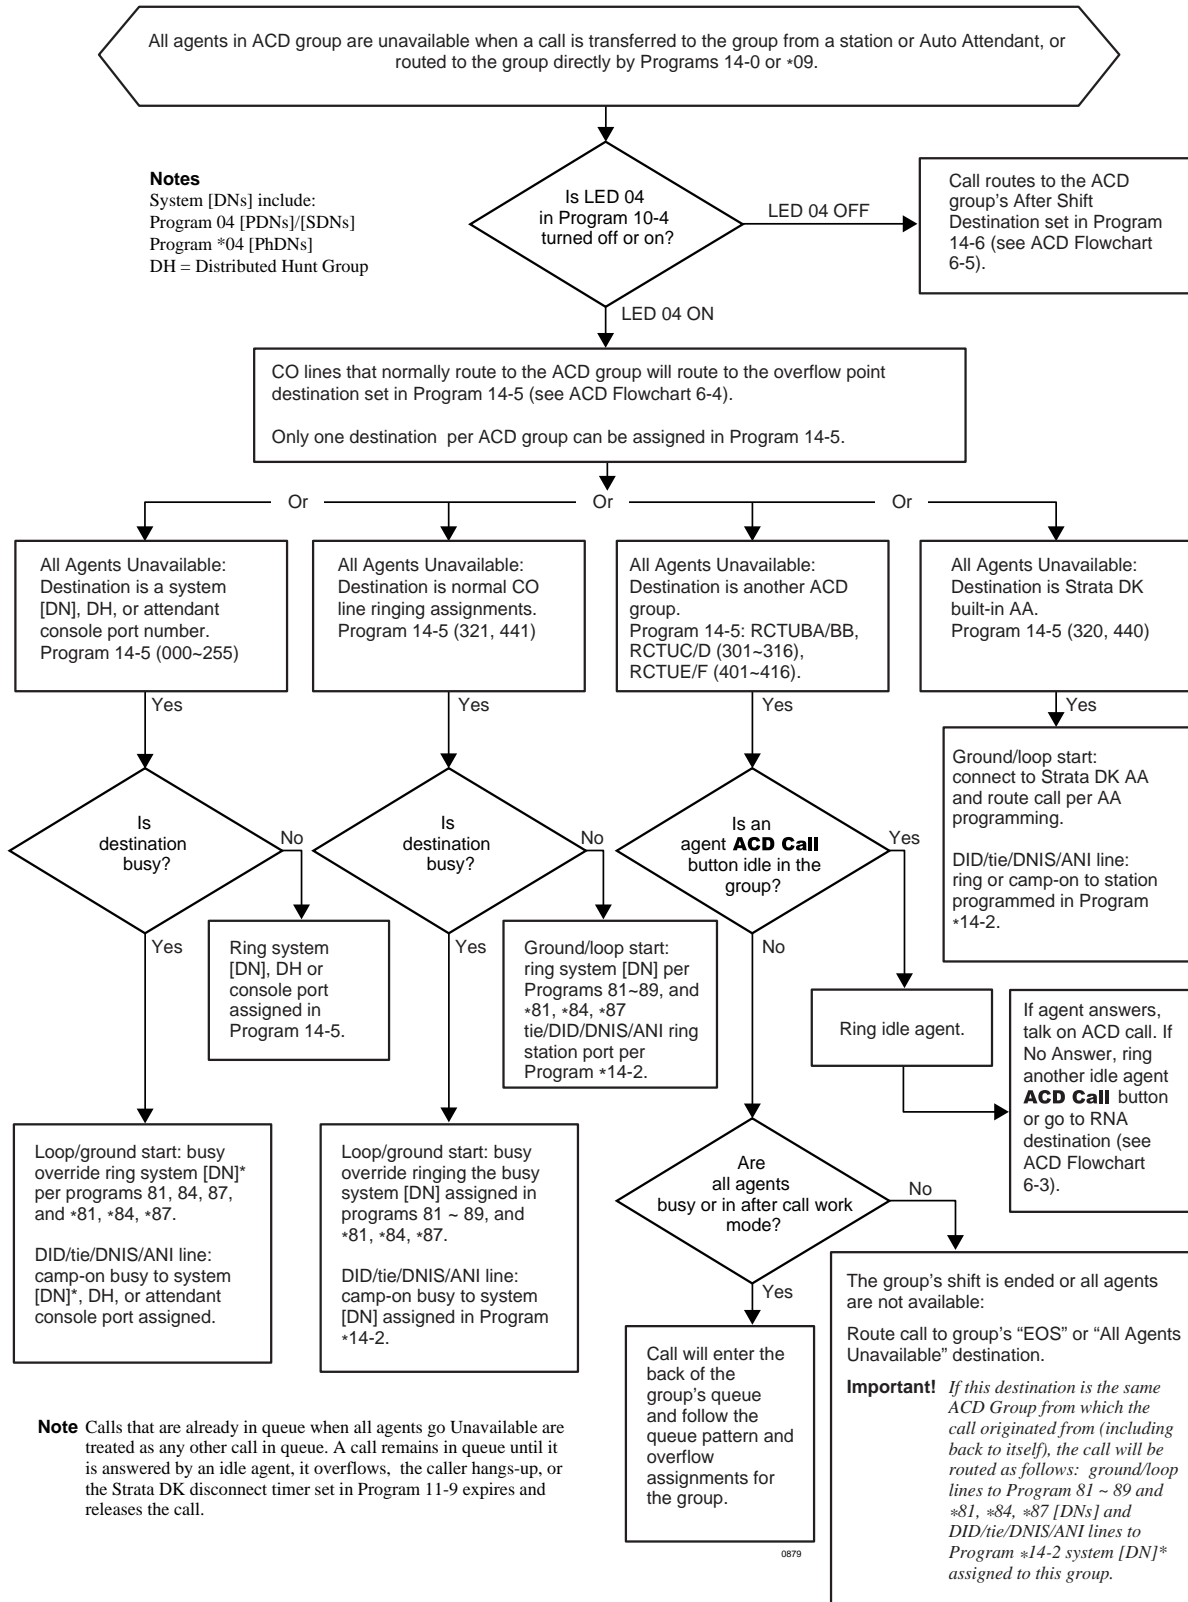 All agents in ACD group are unavailable when a call is transferred to the group from a station or Auto Attendant, or
routed to the group directly by Programs 14-0 or *09.
Notes
System [DNs] include:
Program 04 [PDNs]/[SDNs]
Program *04 [PhDNs]
DH = Distributed Hunt Group
Is LED 04
in Program 10-4
turned off or on?
LED 04 OFF
Call routes to the ACD
group's After Shift
Destination set in Program
14-6 (see ACD Flowchart
6-5).
LED 04 ON
CO lines that normally route to the ACD group will route to the overflow point
destination set in Program 14-5 (see ACD Flowchart 6-4).
Only one destination per ACD group can be assigned in Program 14-5.
Or
Or
Or
All Agents Unavailable:
Destination is a system
[DN], DH, or attendant
console port number.
Program 14-5 (000~255)
All Agents Unavailable:
Destination is normal CO
line ringing assignments.
Program 14-5 (321, 441)
All Agents Unavailable:
Destination is another ACD
group.
Program 14-5: RCTUBA/BB,
RCTUC/D (301~316),
RCTUE/F (401~416).
All Agents Unavailable:
Destination is Strata DK
built-in AA.
Program 14-5 (320, 440)
Yes
Yes
Yes
Yes
Is
destination
busy?
No
Is
destination
busy?
No
Is an
agent ACD Call
button idle in the
group?
Yes
Ground/loop start:
connect to Strata DK AA
and route call per AA
programming.
DID/tie/DNIS/ANI line:
ring or camp-on to station
programmed in Program
*14-2.
Yes
Ring system
[DN], DH or
console port
assigned in
Program 14-5.
Yes
Ground/loop start:
ring system [DN] per
Programs 81~89, and
*81, *84, *87
tie/DID/DNIS/ANI ring
station port per
Program *14-2.
No
Ring idle agent.
If agent answers,
talk on ACD call. If
No Answer, ring
another idle agent
ACD Call button
or go to RNA
destination (see
ACD Flowchart
6-3).
Loop/ground start: busy
override ring system [DN]*
per programs 81, 84, 87,
and *81, *84, *87.
DID/tie/DNIS/ANI line:
camp-on busy to system
[DN]*, DH, or attendant
console port assigned.
Loop/ground start: busy
override ringing the busy
system [DN] assigned in
programs 81 ~ 89, and
*81, *84, *87.
DID/tie/DNIS/ANI line:
camp-on busy to system
[DN] assigned in Program
*14-2.
Are
all agents
busy or in after call work
mode?
No
Yes
Call will enter the
back of the
group's queue
and follow the
queue pattern and
overflow
assignments for
the group.
The group's shift is ended or all agents
are not available:
Route call to group's “EOS” or “All Agents
Unavailable” destination.
Important! If this destination is the same
ACD Group from which the
call originated from (including
back to itself), the call will be
routed as follows: ground/loop
lines to Program 81 ~ 89 and
*81, *84, *87 [DNs] and
DID/tie/DNIS/ANI lines to
Program *14-2 system [DN]*
assigned to this group.
Note Calls that are already in queue when all agents go Unavailable are
treated as any other call in queue. A call remains in queue until it
is answered by an idle agent, it overflows, the caller hangs-up, or
the Strata DK disconnect timer set in Program 11-9 expires and
releases the call.
0879